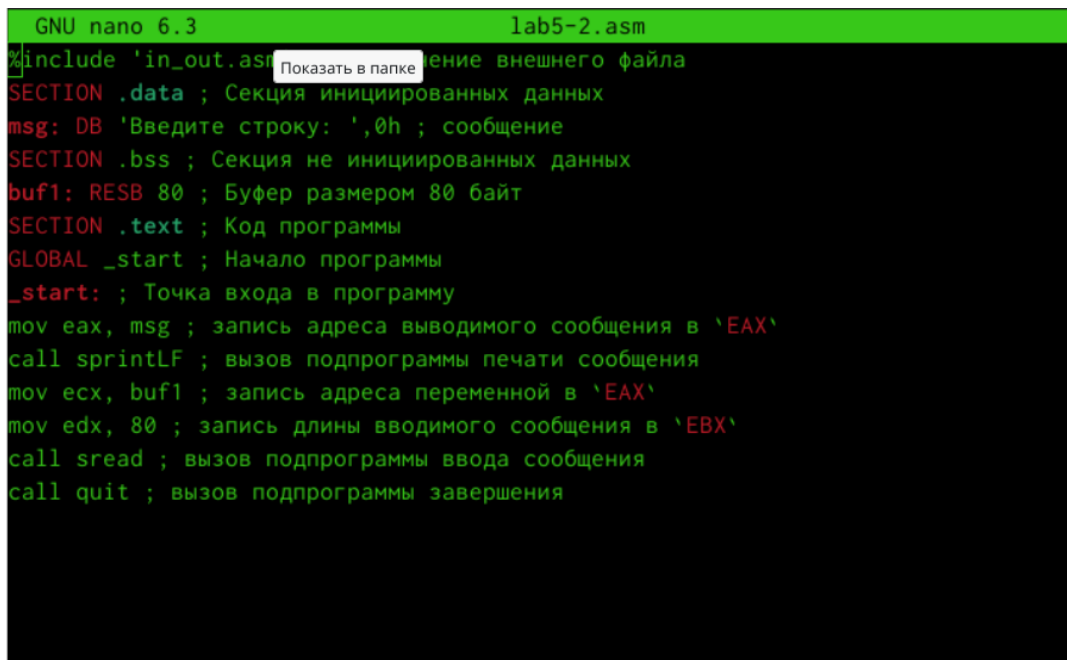 GNU nano 6.3 lab5-2.asm
%include 'in_out.asm
Показать в папке
SECTION .data ; Секция инициированных данных
msg: DB 'Введите строку: ',0h ; сообщение
SECTION .bss ; Секция не инициированных данных
buf1: RESB 80 ; Буфер размером 80 байт
SECTION .text ; Код программы
GLOBAL _start ; Начало программы
_start: ; Точка входа в программу
mov eax, msg ; запись адреса выводимого сообщения в `EAX`
call sprintLF ; вызов подпрограммы печати сообщения
mov ecx, buf1 ; запись адреса переменной в `EAX`
mov edx, 80 ; запись длины вводимого сообщения в `EBX`
call sread ; вызов подпрограммы ввода сообщения
call quit ; вызов подпрограммы завершения